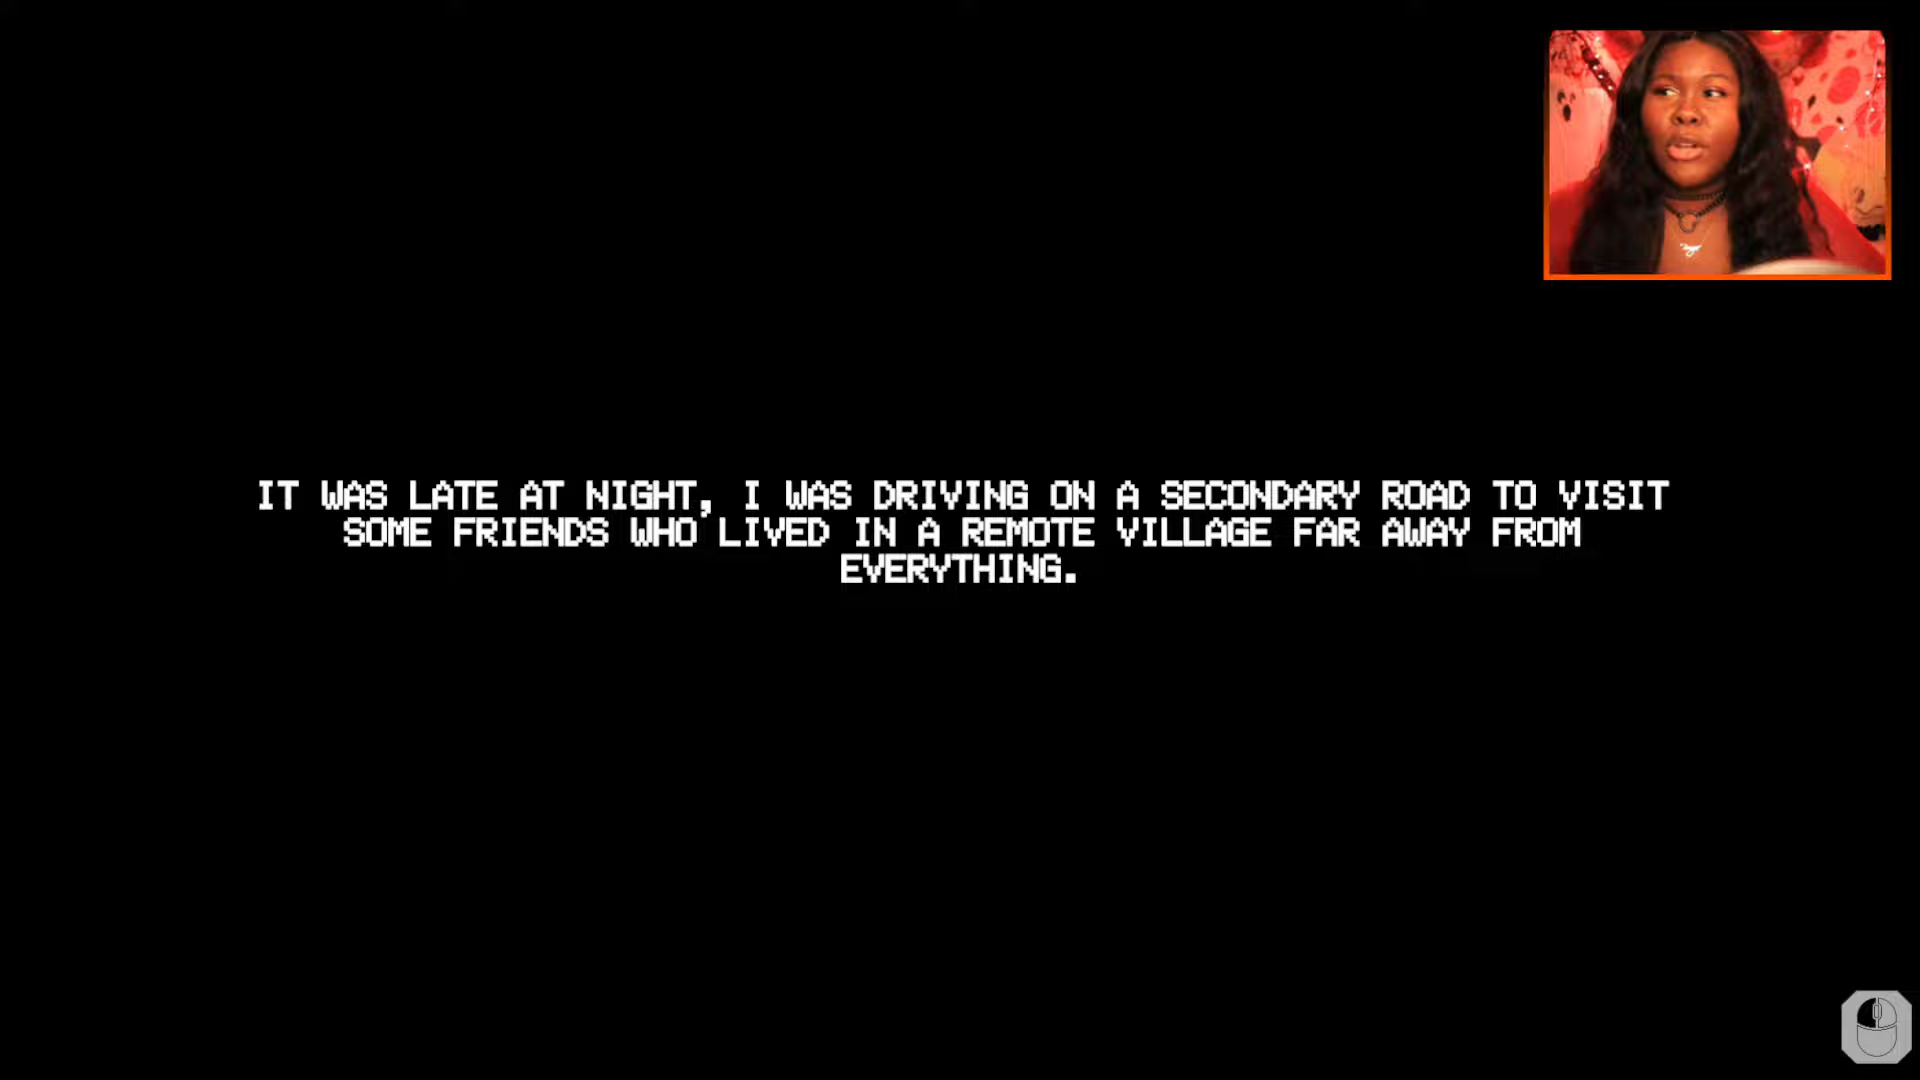 IT WAS LATE AT NIGHT, I WAS DRIVING ON A SECONDARY ROAD TO VISIT
SOME FRIENDS WHO LIVED IN A REMOTE VILLAGE FAR AWAY FROM
EVERYTHING.